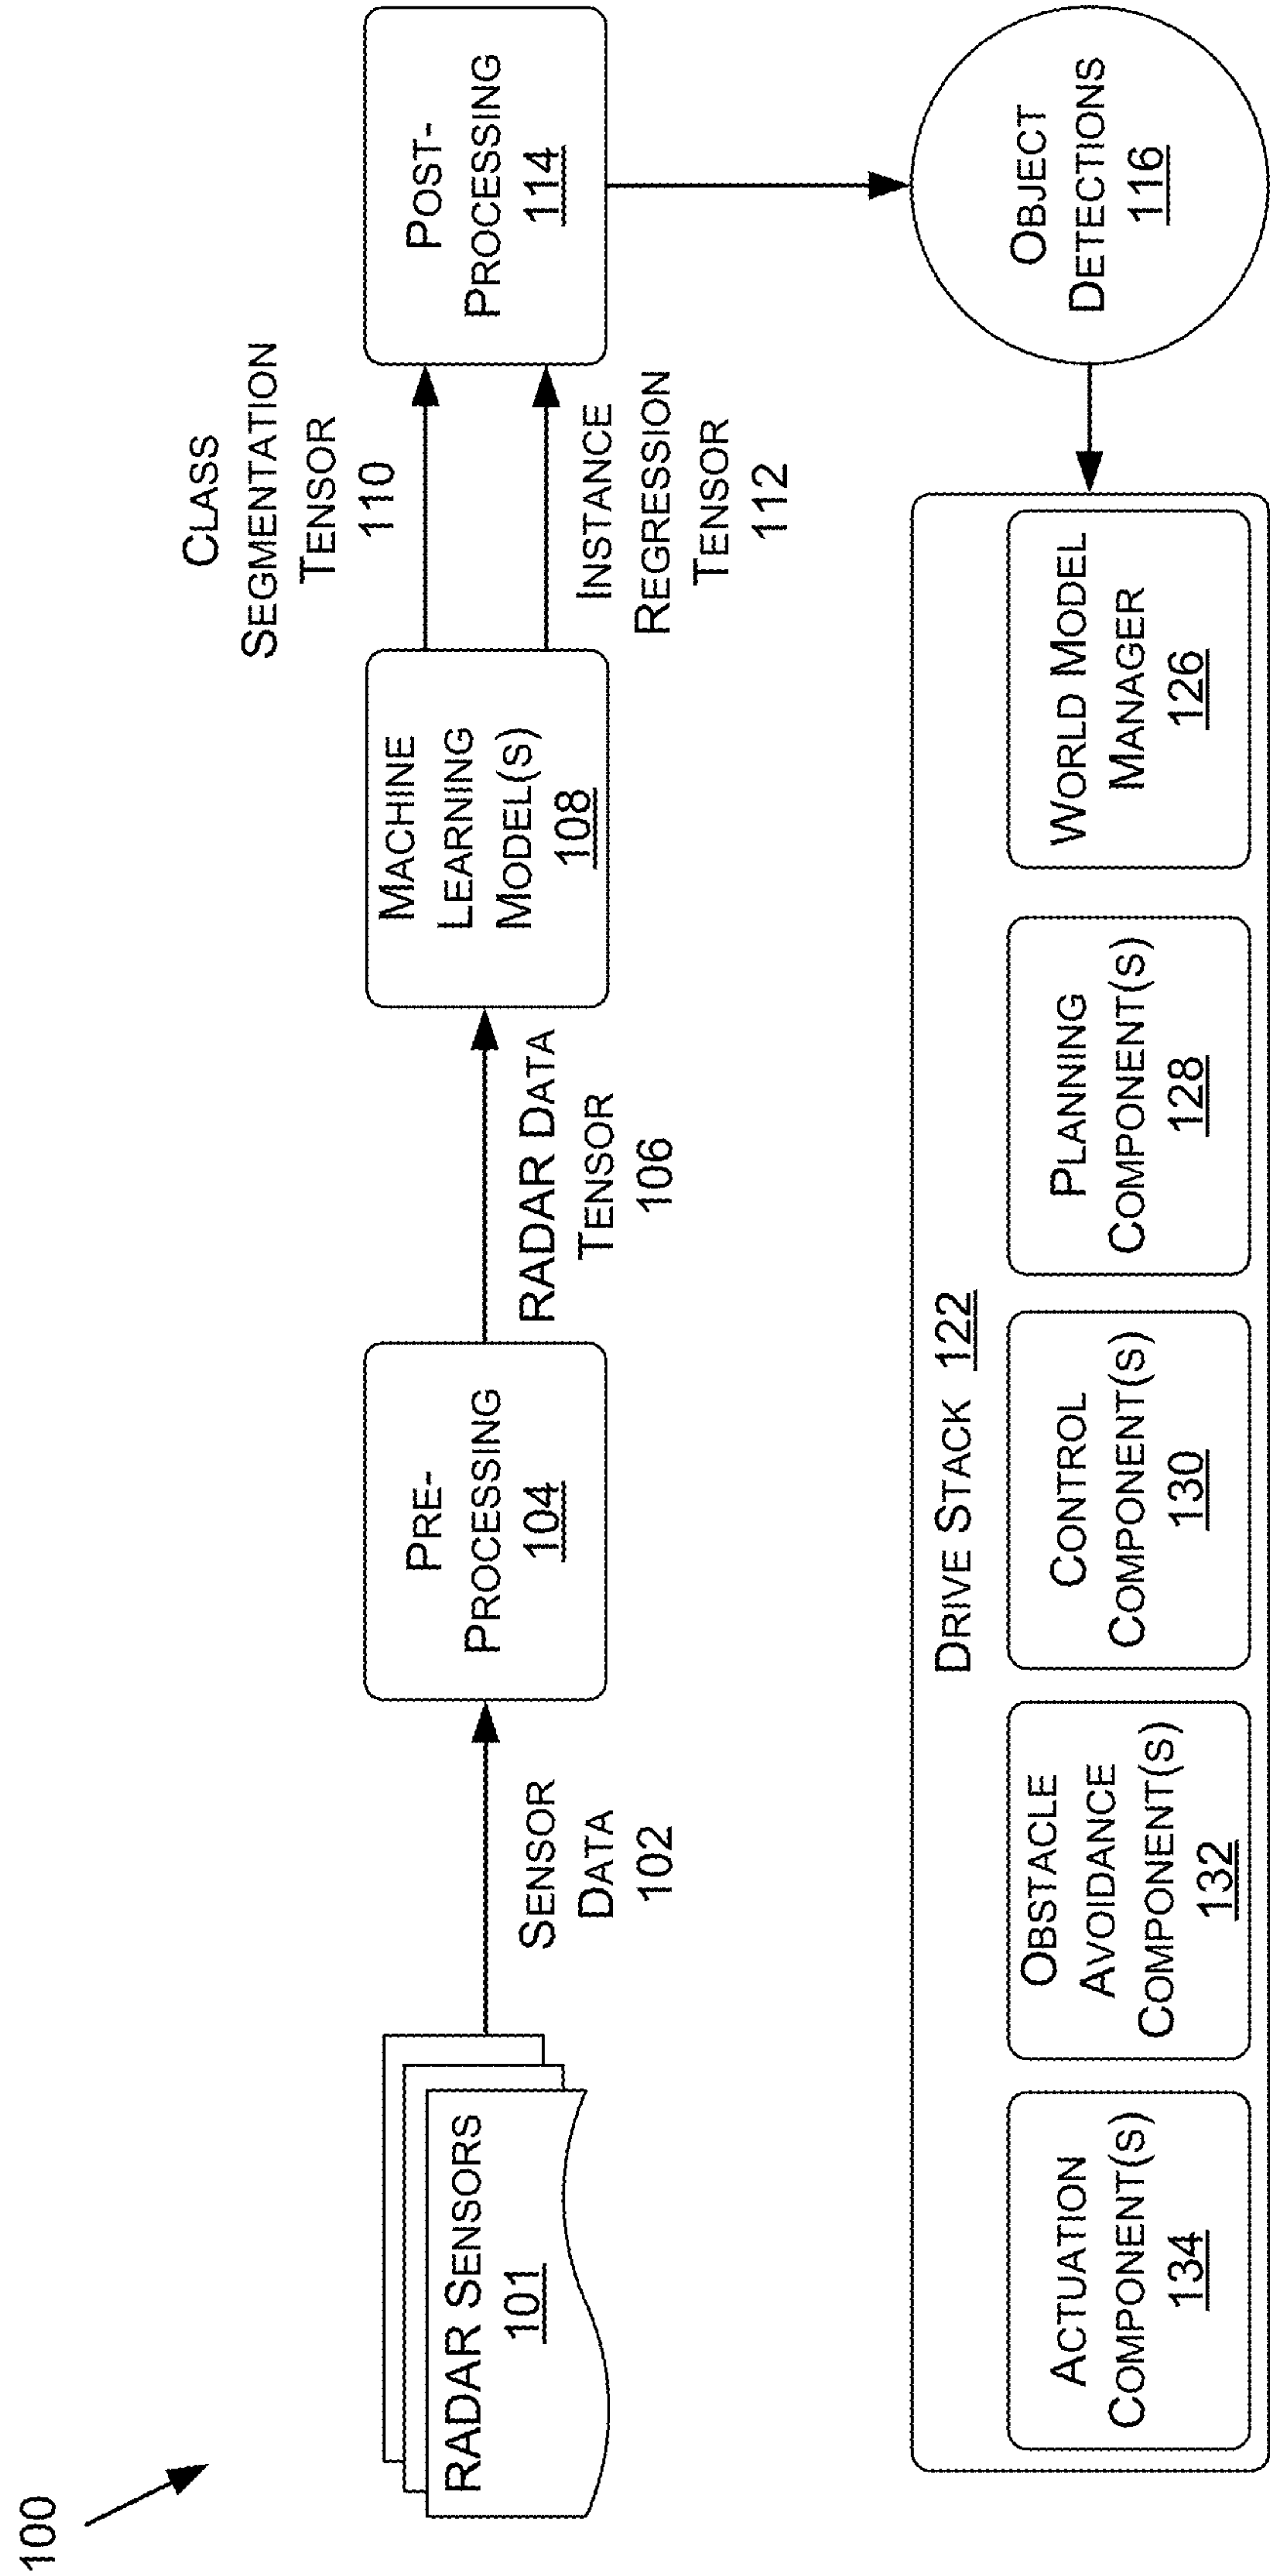 100
RADAR SENSORS
101
SENSOR
DATA
102
PRE-
PROCESSING
104
RADAR DATA
TENSOR
106
MACHINE
LEARNING
MODEL(S)
108
CLASS
SEGMENTATION
TENSOR
110
INSTANCE
REGRESSION
TENSOR
112
POST-
PROCESSING
114
OBJECT
DETECTIONS
116
DRIVE STACK 122
ACTUATION
COMPONENT(S)
134
OBSTACLE
AVOIDANCE
COMPONENT(S)
132
CONTROL
COMPONENT(S)
130
PLANNING
COMPONENT(S)
128
WORLD MODEL
MANAGER
126